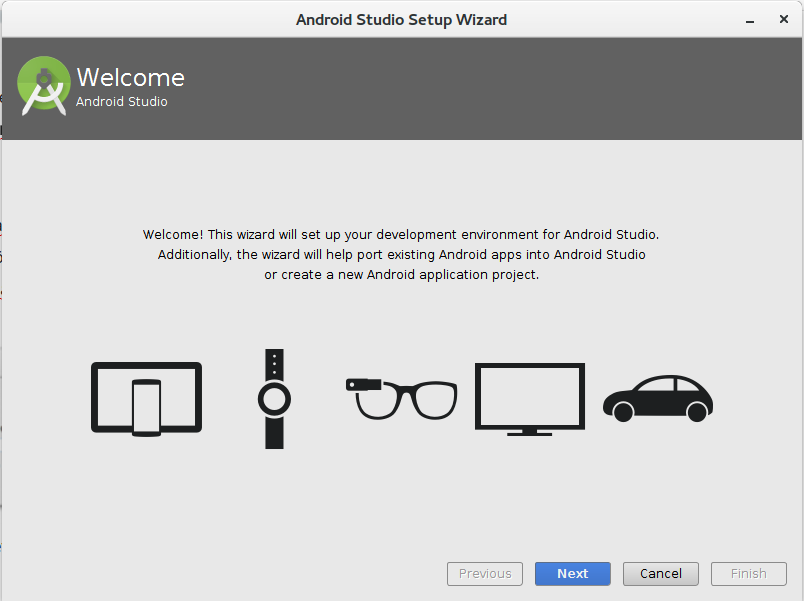 Android Studio Setup Wizard
Welcome
Android Studio
Welcome! This wizard will set up your development environment for Android Studio.
Additionally, the wizard will help port existing Android apps into Android Studio
or create a new Android application project.
Previous
Next
Cancel
Finish